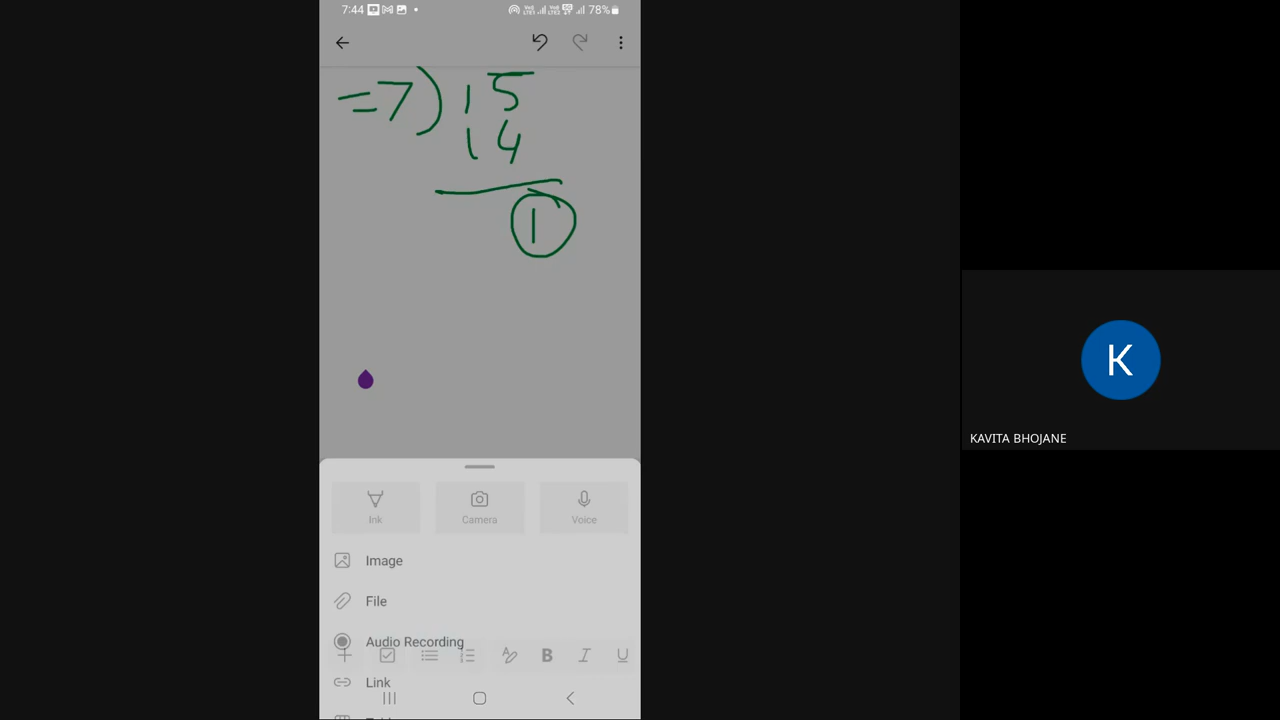 7:44 78%
=7) 15
14
1
Ink Camera Voice
Image
File
Audio Recording
B I U
Link
K
KAVITA BHOJANE